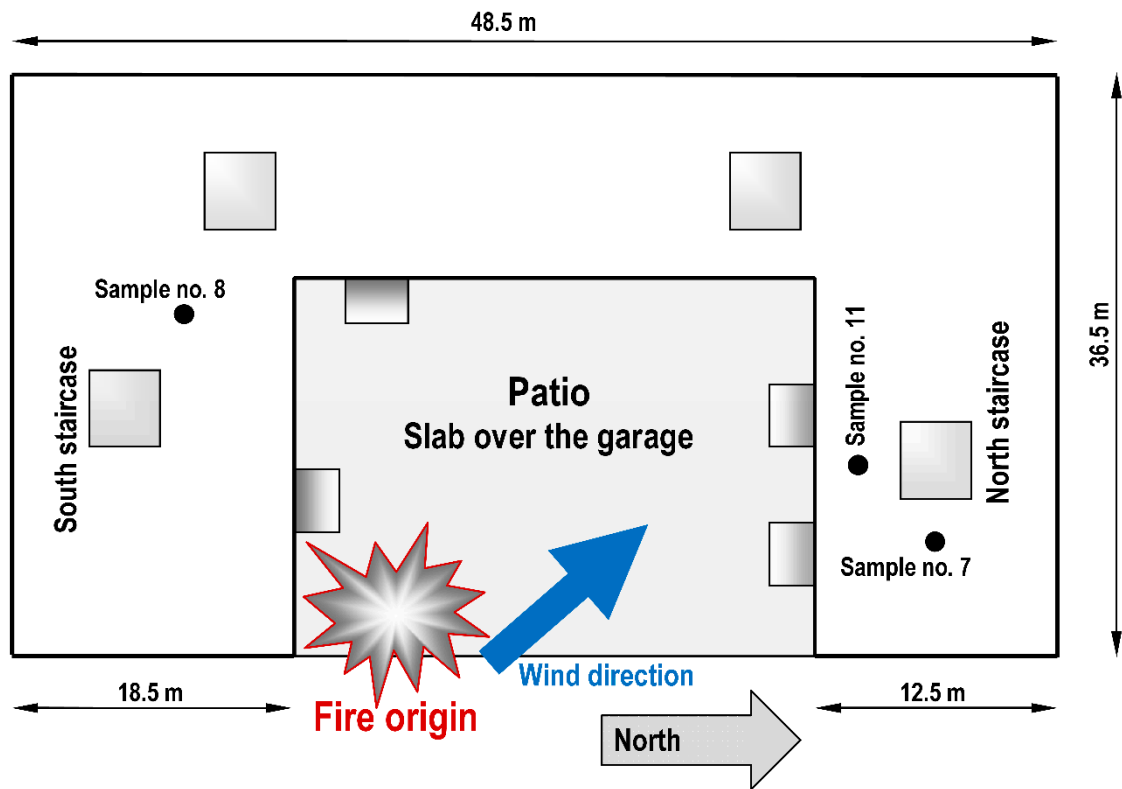 48.5 m
Sample no. 8
South staircase
Patio
Slab over the garage
Sample no. 11
North staircase
36.5 m
Sample no. 7
Wind direction
18.5 m
Fire origin
12.5 m
North